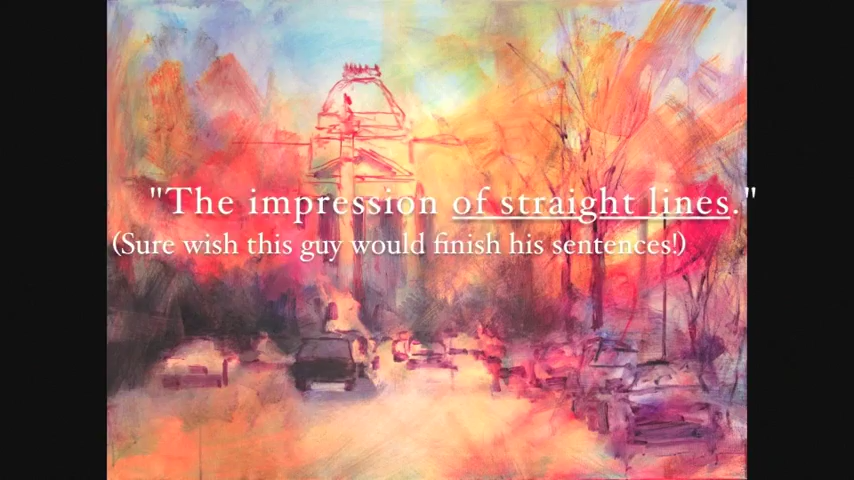 "The impression of straight lines."
(Sure wish this guy would finish his sentences!)